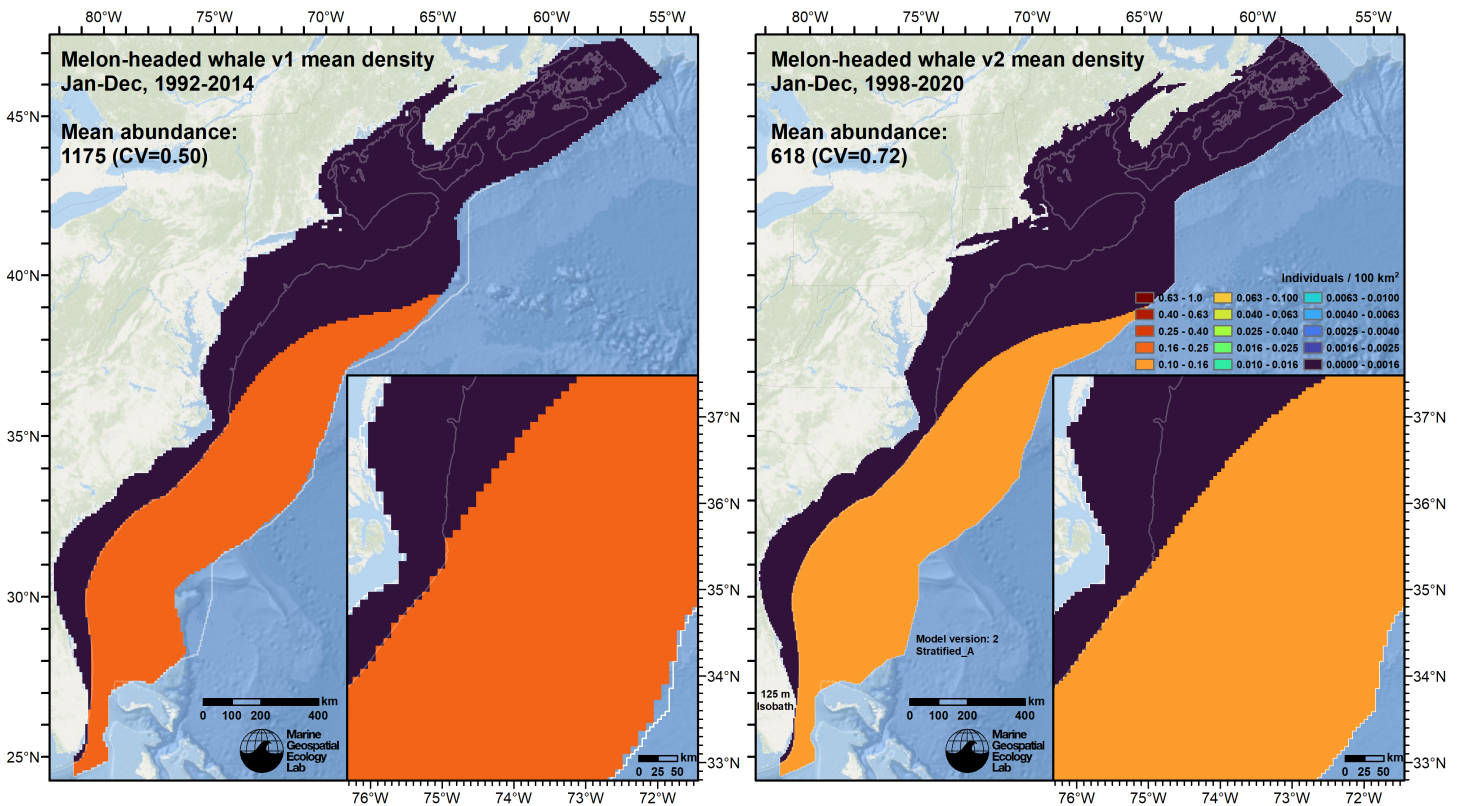 80°W 75°W 70°W 65°W 60°W 55°W
80°W 75°W 70°W 65°W 60°W 55°W
Melon-headed whale v1 mean density
Jan-Dec, 1992-2014
Mean abundance:
1175 (CV=0.50)
45°N
40°N
35°N
30°N
25°N
km
0 100 200 400
Marine
Geospatial
Ecology
Lab
km
0 25 50
37°N
36°N
35°N
34°N
33°N
76°W 75°W 74°W 73°W 72°W
Melon-headed whale v2 mean density
Jan-Dec, 1998-2020
Mean abundance:
618 (CV=0.72)
Individuals / 100 km²
0.63 - 1.0 0.063 - 0.100 0.0063 - 0.0100
0.40 - 0.63 0.040 - 0.063 0.0040 - 0.0063
0.25 - 0.40 0.025 - 0.040 0.0025 - 0.0040
0.16 - 0.25 0.016 - 0.025 0.0016 - 0.0025
0.10 - 0.16 0.010 - 0.016 0.0000 - 0.0016
Model version: 2
Stratified_A
125 m
Isobath
km
0 100 200 400
Marine
Geospatial
Ecology
Lab
km
0 25 50
37°N
36°N
35°N
34°N
33°N
76°W 75°W 74°W 73°W 72°W